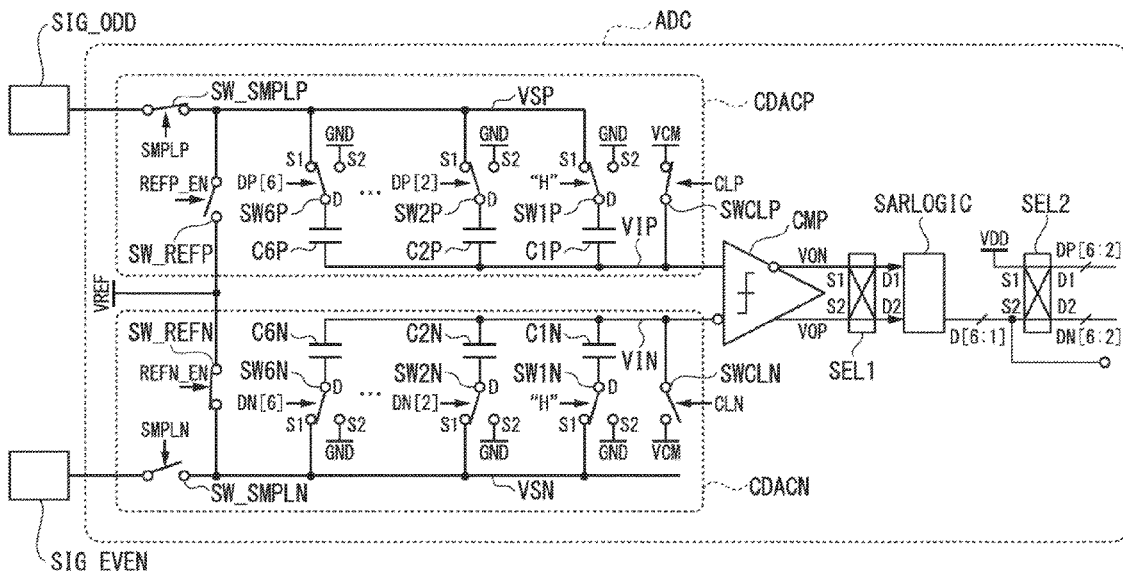 SIG_ODD
ADC
SW_SMPLP
VSP
CDACP
SMPLP
GND
GND
GND
VCM
S1
S2
S1
S2
S1
S2
REFP_EN
DP[6]
...
DP[2]
"H"
CLP
D
D
D
SW6P
SW2P
SW1P
SWCLP
SARLOGIC
SEL2
SW_REFP
C6P
C2P
C1P
VIP
CMP
VON
VDD
DP[6:2]
S1
D1
S1
D1
VREF
S2
D2
S2
D2
SW_REFN
C6N
C2N
C1N
VIN
VOP
D[6:1]
DN[6:2]
SEL1
REFN_EN
SW6N
D
SW2N
D
SW1N
D
SWCLN
DN[6]
...
DN[2]
"H"
CLN
S1
S2
S1
S2
S1
S2
SMPLN
GND
GND
GND
VCM
SW_SMPLN
VSN
CDACN
SIG_EVEN